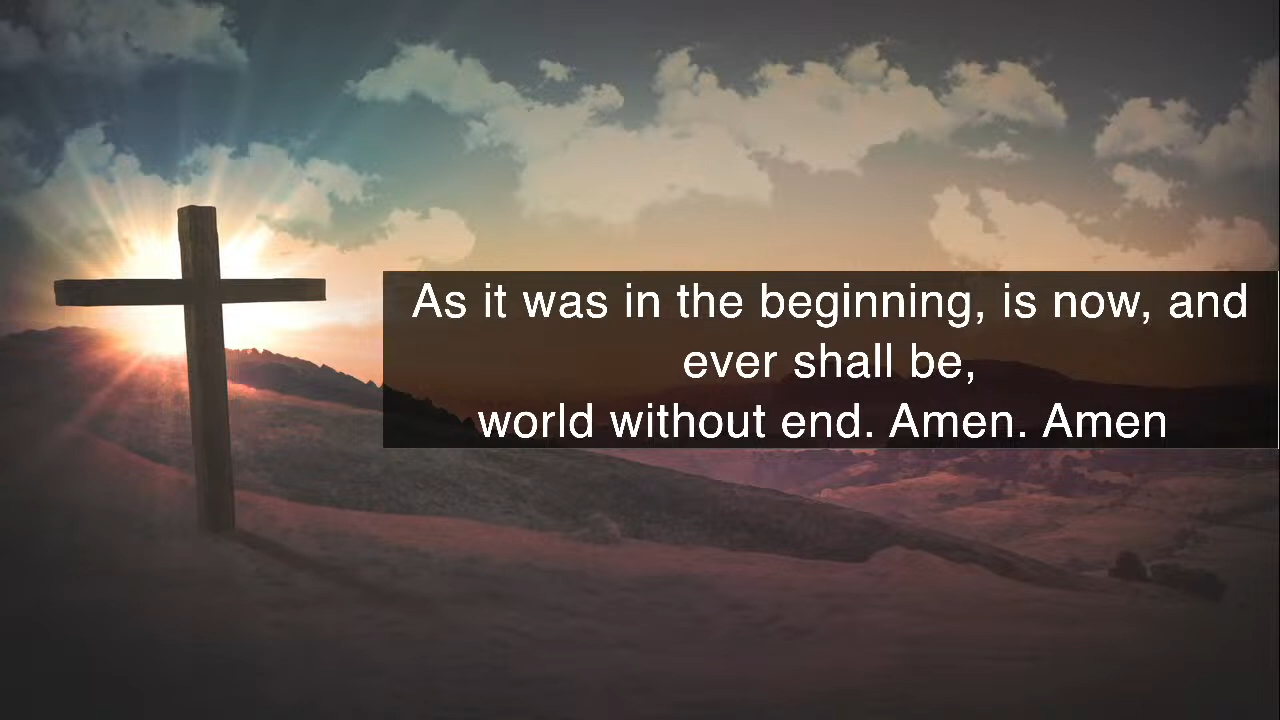 As it was in the beginning, is now, and
ever shall be,
world without end. Amen. Amen